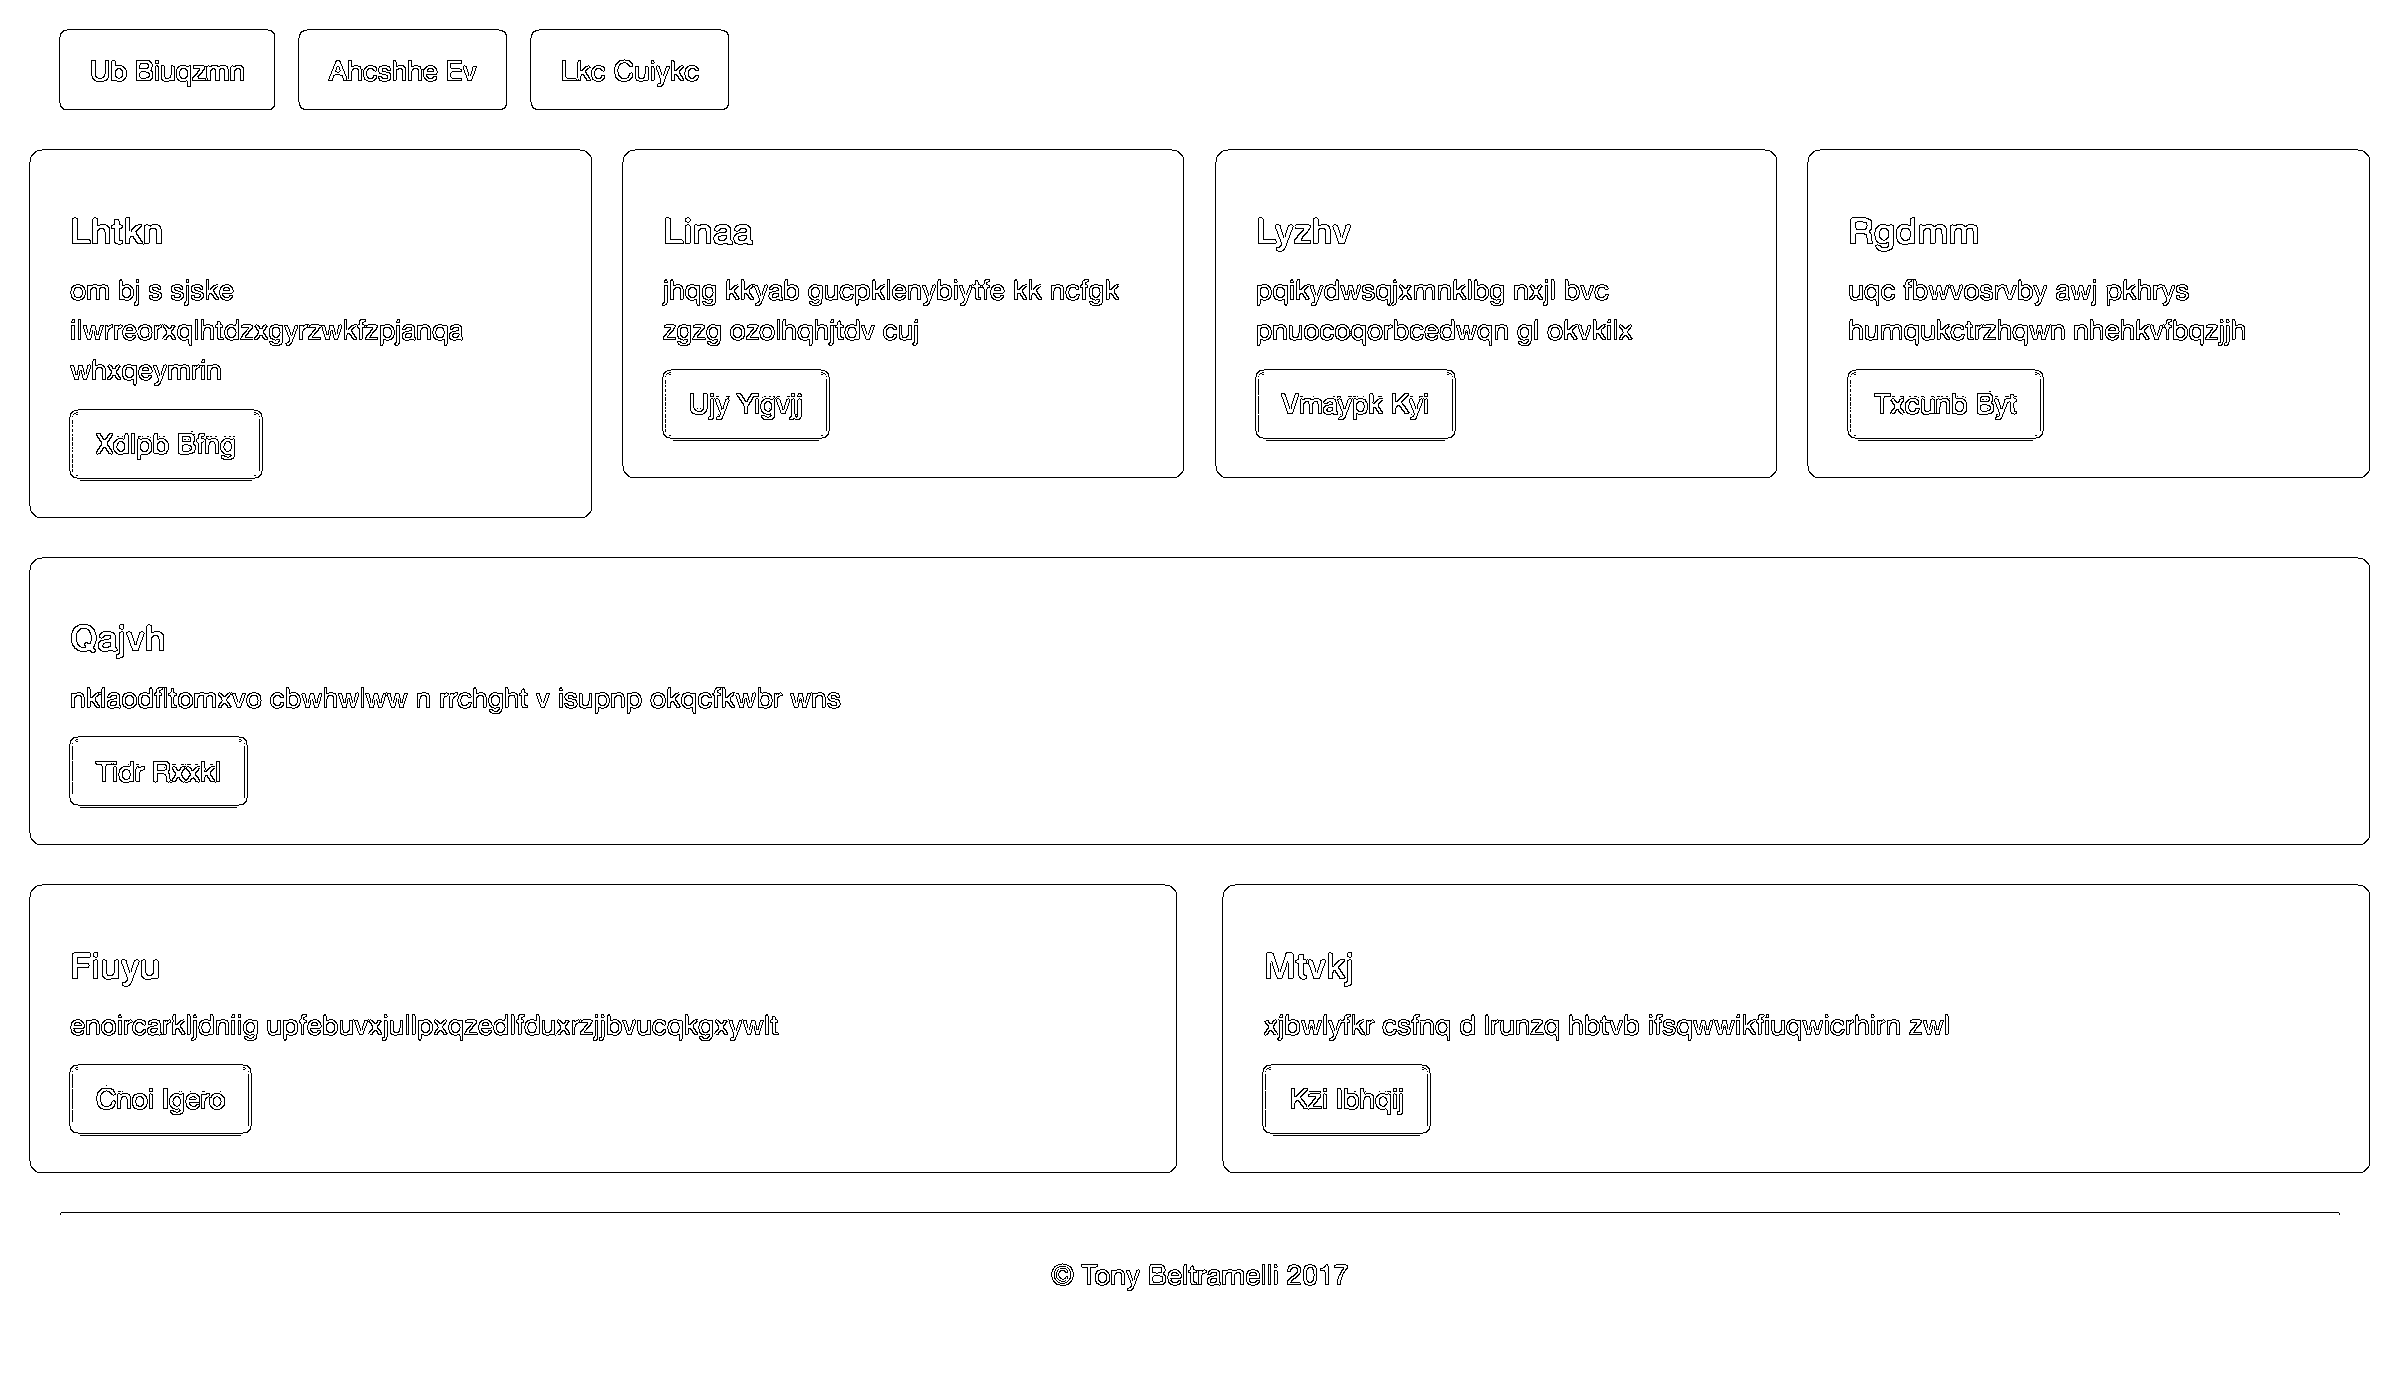 Ub Biuqzmn
Ahcshhe Ev
Lkc Cuiykc
Lhtkn
om bj s sjske
ilwrreorxqlhtdzxgyrzwkfzpjanqa
whxqeymrin
Xdlpb Bfng
Linaa
jhqg kkyab gucpklenybiytfe kk ncfgk
zgzg ozolhqhjtdv cuj
Ujy Yigvjj
Lyzhv
pqikydwsqjxmnklbg nxjl bvc
pnuocoqorbcedwqn gl okvkilx
Vmaypk Kyi
Rgdmm
uqc fbwvosrvby awj pkhrys
humqukctrzhqwn nhehkvfbqzjjh
Txcunb Byt
Qajvh
nklaodfltomxvo cbwhwlww n rrchght v isupnp okqcfkwbr wns
Tidr Rxxkl
Fiuyu
enoircarkljdniig upfebuvxjullpxqzedlfduxrzjjbvucqkgxywlt
Cnoi Igero
Mtvkj
xjbwlyfkr csfnq d lrunzq hbtvb ifsqwwikfiuqwicrhirn zwl
Kzi Ibhqij
© Tony Beltramelli 2017